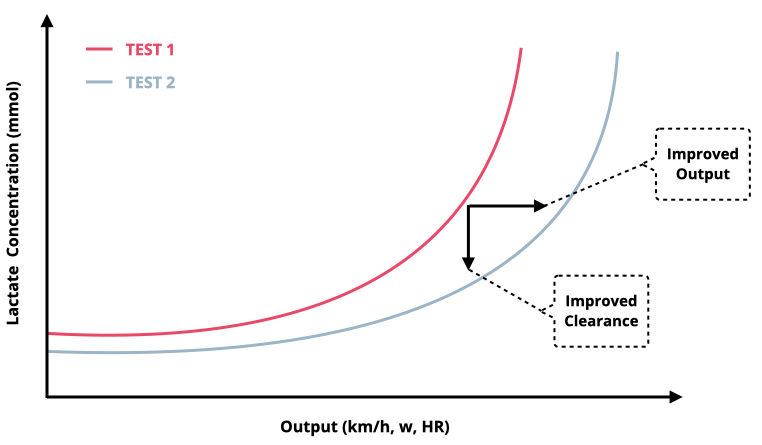 TEST 1
TEST 2
Lactate Concentration (mmol)
Improved
Output
Improved
Clearance
Output (km/h, w, HR)